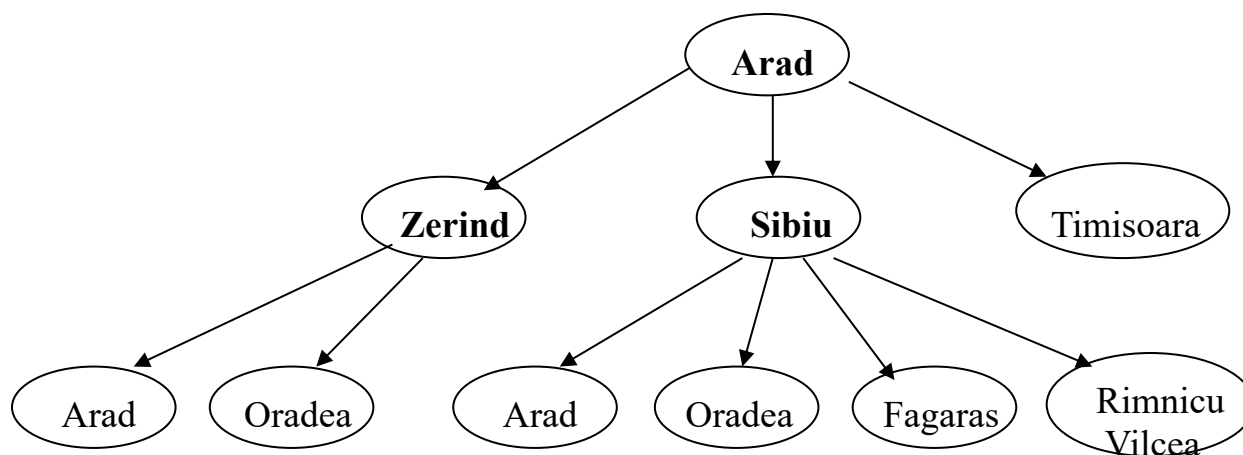 Arad
Zerind
Sibiu
Timisoara
Arad
Oradea
Arad
Oradea
Fagaras
Rimnicu
Vilcea